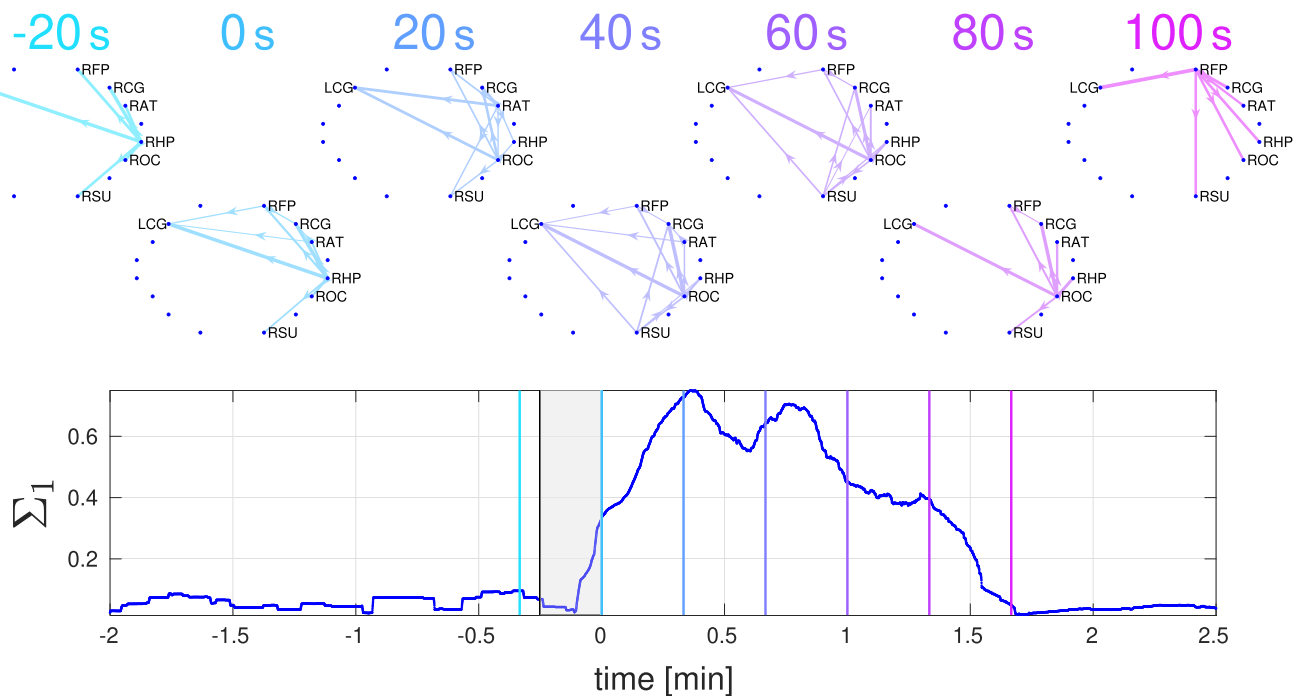 -20 s 0 s 20 s 40 s 60 s 80 s 100 s
RFP
RCG
RAT
RHP
ROC
RSU
RFP
LCG RCG
RAT
RHP
ROC
RSU
RFP
LCG RCG
RAT
RHP
ROC
RSU
RFP
LCG RCG
RAT
RHP
ROC
RSU
RFP
LCG RCG
RAT
RHP
ROC
RSU
RFP
LCG RCG
RAT
RHP
ROC
RSU
RFP
LCG RCG
RAT
RHP
ROC
RSU
Σ1
0.6
0.4
0.2
-2 -1.5 -1 -0.5 0 0.5 1 1.5 2 2.5
time [min]